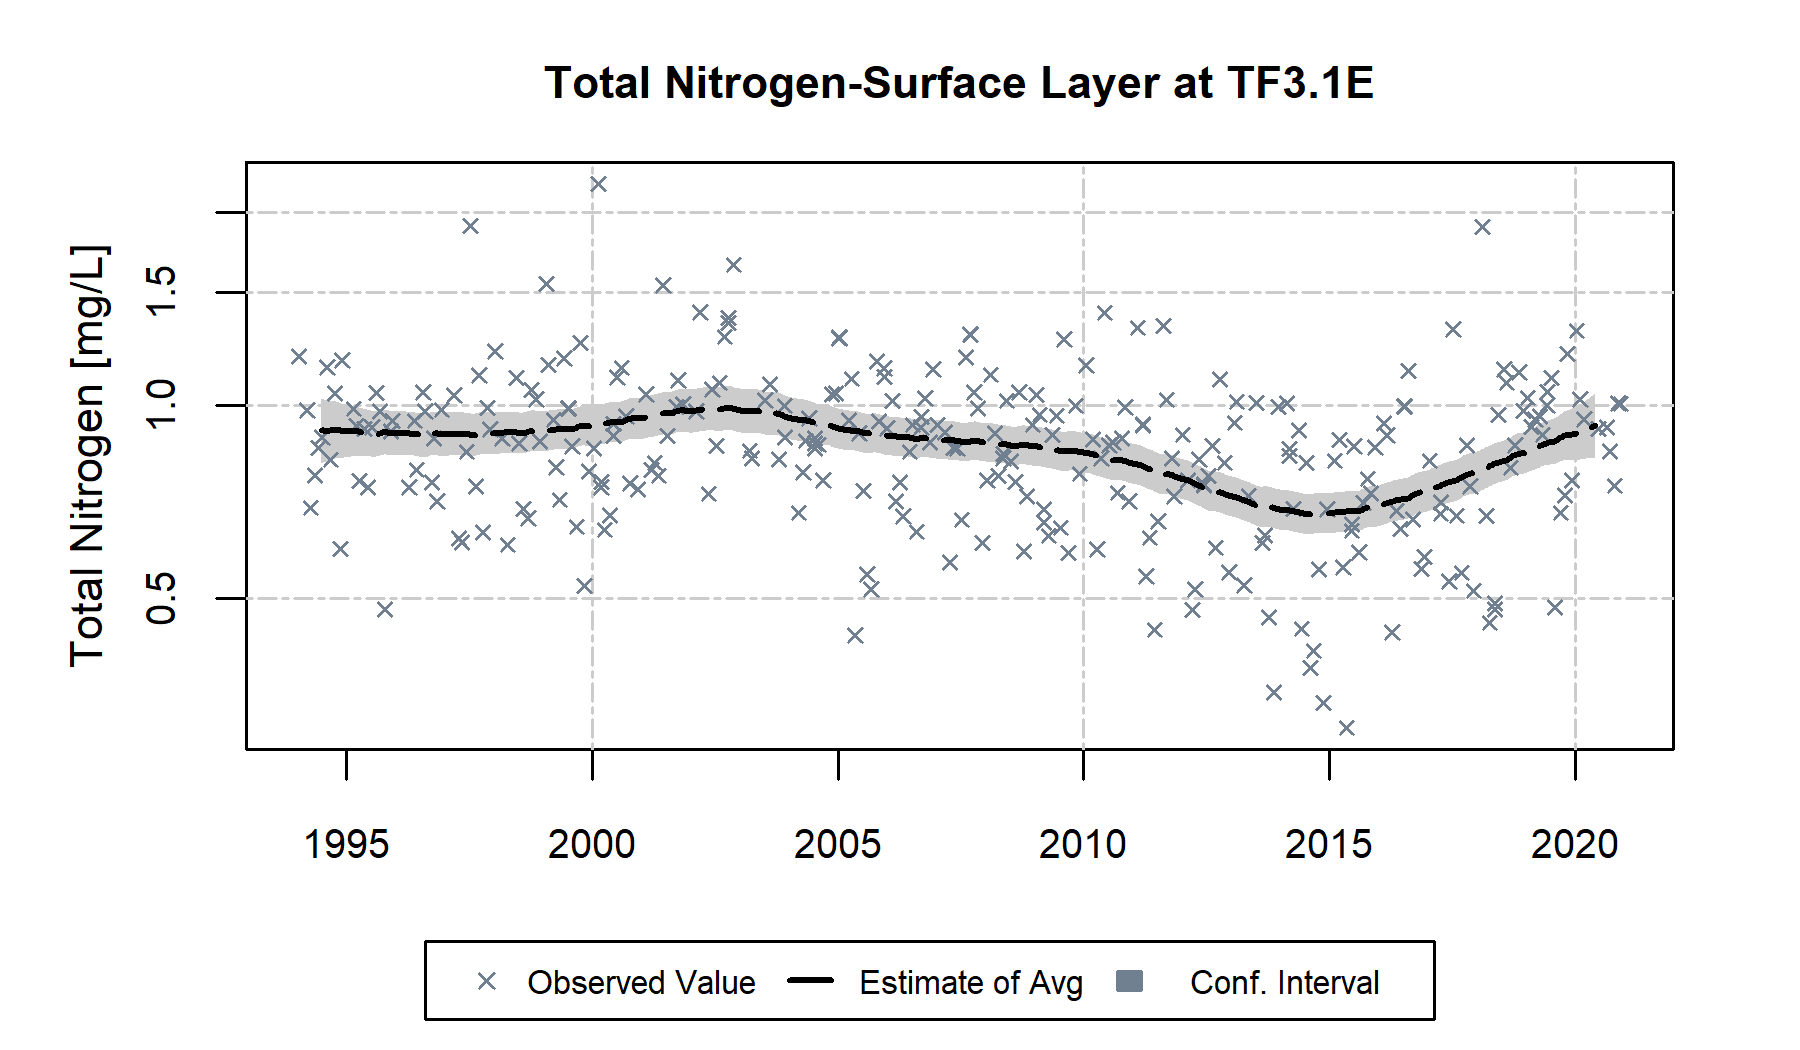 Total Nitrogen-Surface Layer at TF3.1E
Total Nitrogen [mg/L]
1.5
1.0
0.5
1995 2000 2005 2010 2015 2020
Observed Value Estimate of Avg Conf. Interval